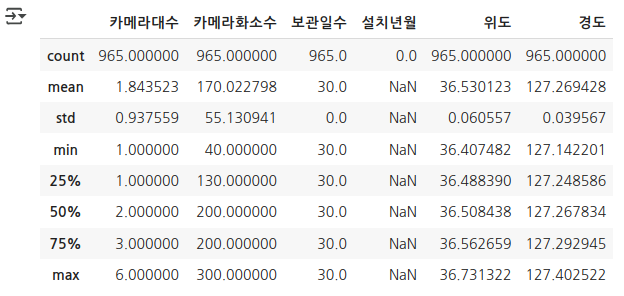 카메라대수 카메라화소수 보관일수 설치년월 위도 경도
count 965.000000 965.000000 965.0 0.0 965.000000 965.000000
mean 1.843523 170.022798 30.0 NaN 36.530123 127.269428
std 0.937559 55.130941 0.0 NaN 0.060557 0.039567
min 1.000000 40.000000 30.0 NaN 36.407482 127.142201
25% 1.000000 130.000000 30.0 NaN 36.488390 127.248586
50% 2.000000 200.000000 30.0 NaN 36.508438 127.267834
75% 3.000000 200.000000 30.0 NaN 36.562659 127.292945
max 6.000000 300.000000 30.0 NaN 36.731322 127.402522